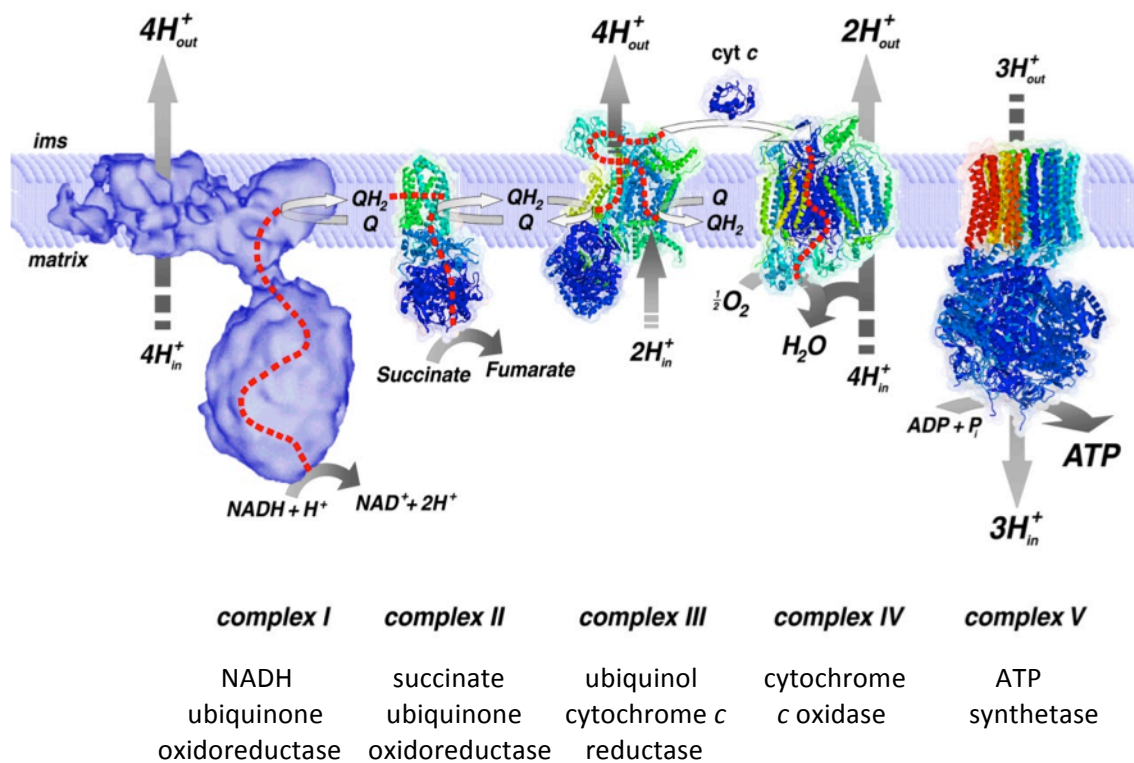 4H⁺out
4H⁺out
cyt c
2H⁺out
3H⁺out
ims
QH₂
Q
QH₂
Q
Q
QH₂
matrix
4H⁺in
Succinate
Fumarate
2H⁺in
½O₂
H₂O
4H⁺in
ADP + Pi
ATP
NADH + H⁺
NAD⁺ + 2H⁺
3H⁺in
complex I
complex II
complex III
complex IV
complex V
NADH
ubiquinone
oxidoreductase
succinate
ubiquinone
oxidoreductase
ubiquinol
cytochrome c
reductase
cytochrome
c oxidase
ATP
synthetase